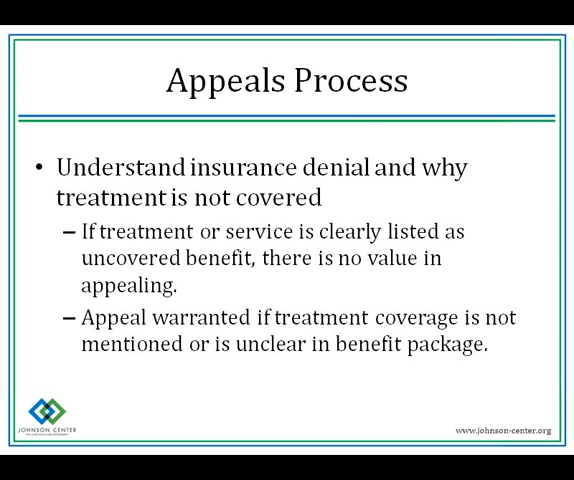 Appeals Process
• Understand insurance denial and why
treatment is not covered
– If treatment or service is clearly listed as
uncovered benefit, there is no value in
appealing.
– Appeal warranted if treatment coverage is not
mentioned or is unclear in benefit package.
JOHNSON CENTER
www.johnson-center.org